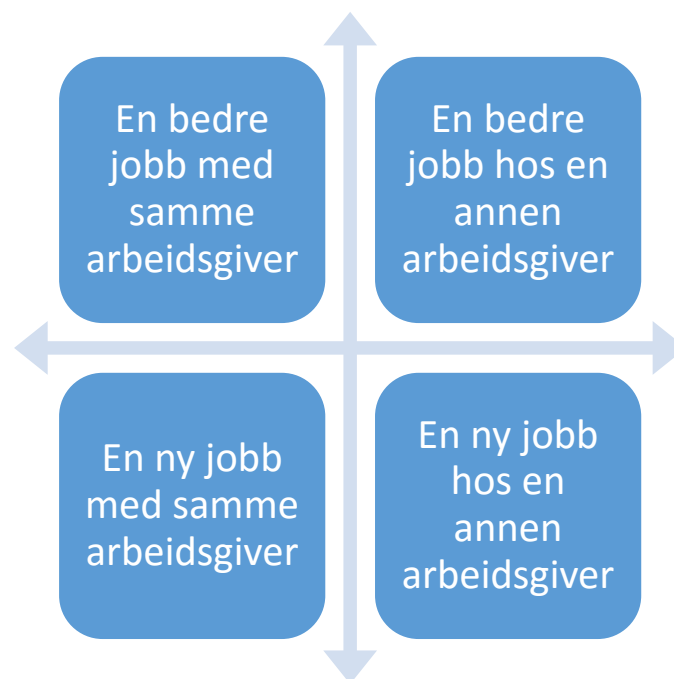 En bedre
jobb med
samme
arbeidsgiver
En bedre
jobb hos en
annen
arbeidsgiver
En ny jobb
med samme
arbeidsgiver
En ny jobb
hos en
annen
arbeidsgiver